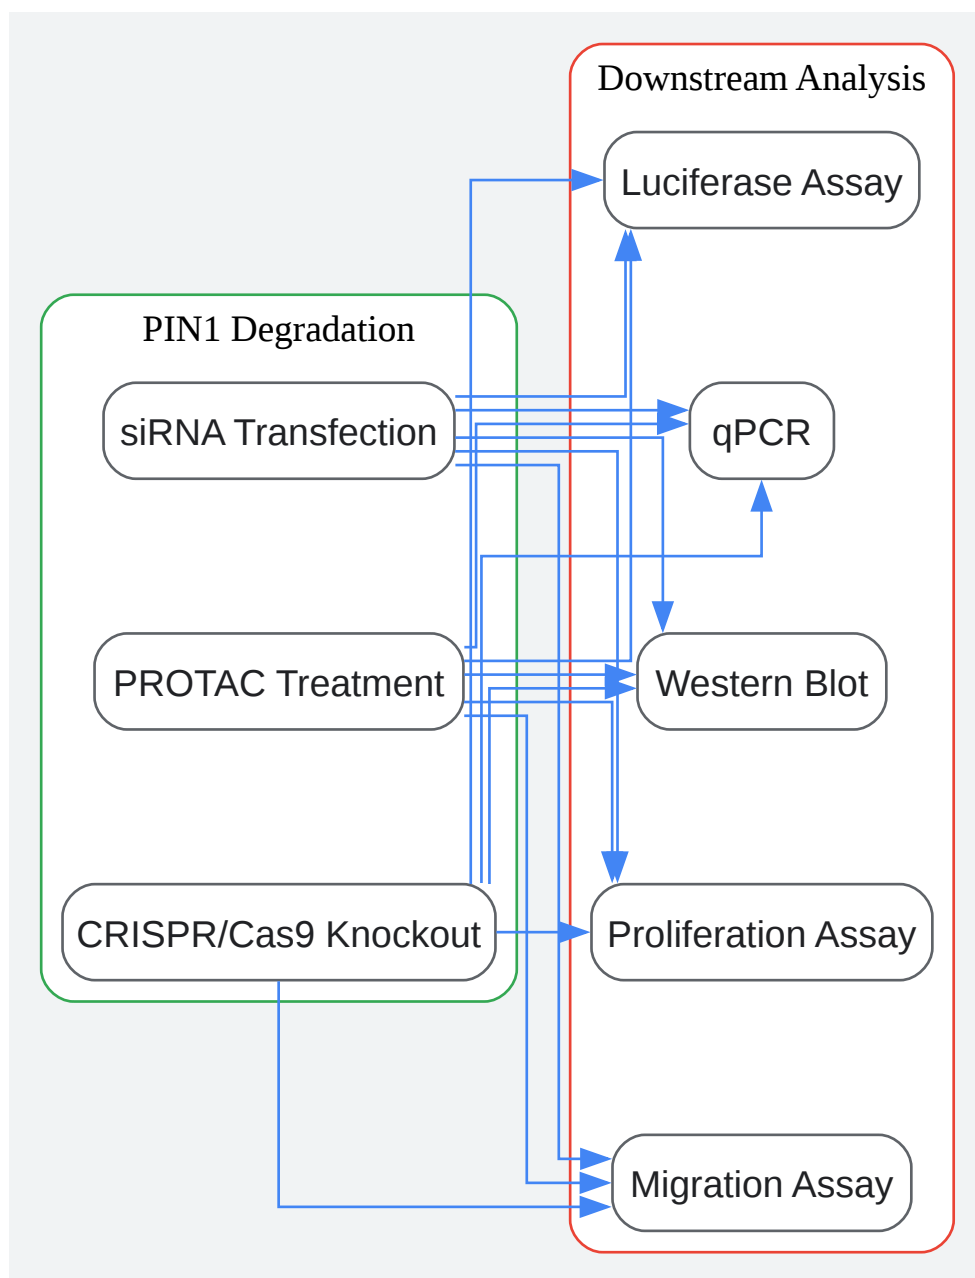 Downstream Analysis
Luciferase Assay
PIN1 Degradation
siRNA Transfection
qPCR
PROTAC Treatment
Western Blot
CRISPR/Cas9 Knockout
Proliferation Assay
Migration Assay